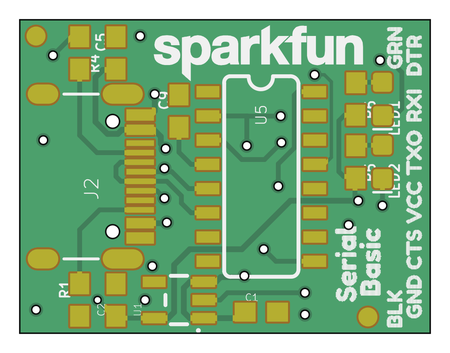 sparkfun
C5
R4
C4
U5
J2
R1
C2
U1
C1
D5
LED1
LED2
Serial
Basic
GRN
DTR
RXI
TXO
VCC
CTS
GND
BLK